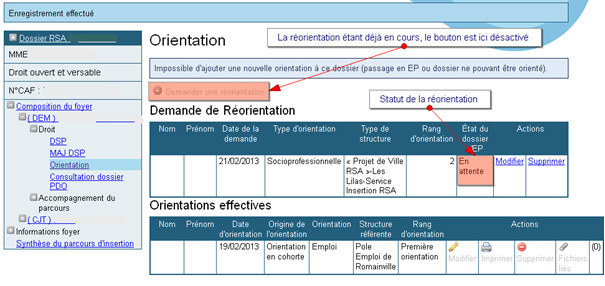 Enregistrement effectué
Dossier RSA
MME
Droit ouvert et versable
N°CAF :
Composition du foyer
(DEM)
Droit
DSP
MAJ DSP
Orientation
Consultation dossier
PDO
Accompagnement du
parcours
(CJT)
Informations foyer
Synthèse du parcours d'insertion
Orientation
La réorientation étant déjà en cours, le bouton est ici désactivé
Impossible d'ajouter une nouvelle orientation à ce dossier (passage en EP ou dossier ne pouvant être orienté).
Demander une réorientation
Statut de la réorientation
Demande de Réorientation
Nom Prénom Date de la demande Type d'orientation Type de structure Rang d'orientation État du dossier EP Actions
21/02/2013 Socioprofessionnelle « Projet de Ville RSA »-Les Lilas-Service Insertion RSA 2 En attente Modifier Supprimer
Orientations effectives
Nom Prénom Date d'orientation Origine de l'orientation Orientation Structure référente Rang d'orientation Actions
19/02/2013 Orientation en cohorte Emploi Pole Emploi de Romainville Première orientation Modifier Imprimer Supprimer Fichiers liés (0)